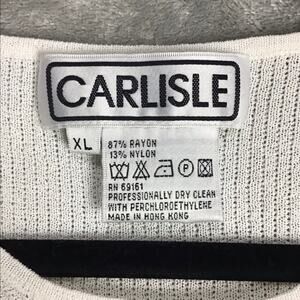 CARLISLE
XL
87% RAYON
13% NYLON
P
RN 69161
PROFESSIONALLY DRY CLEAN
WITH PERCHLOROETHYLENE
MADE IN HONG KONG